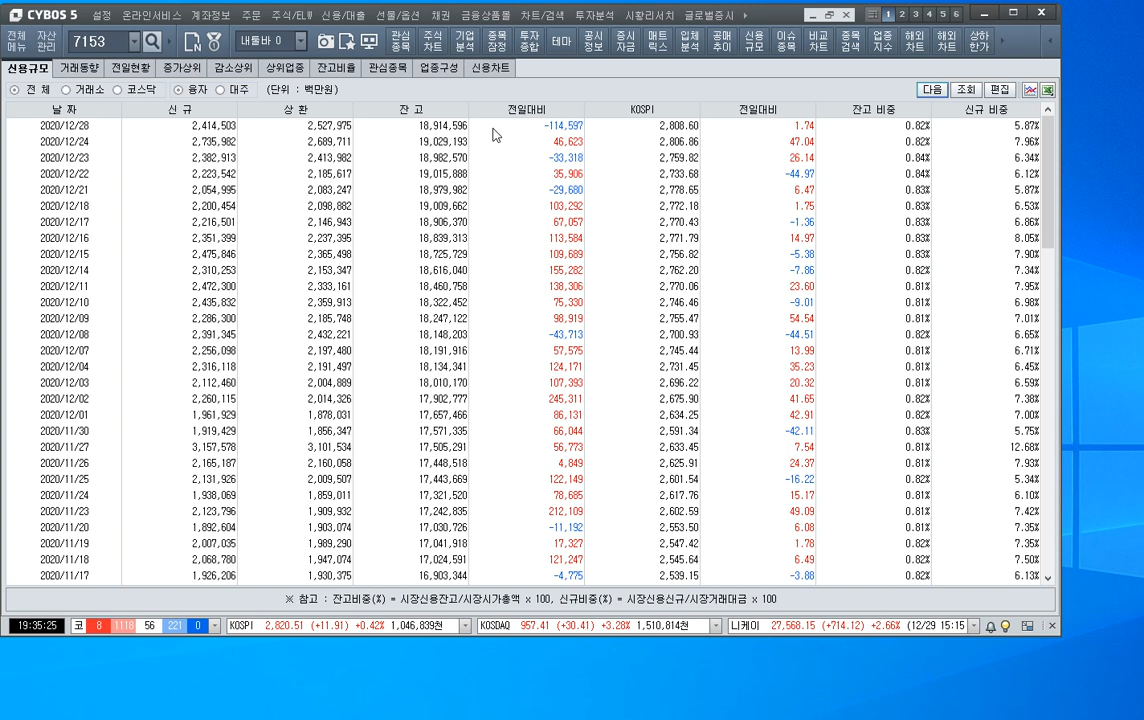 CYBOS 5 설정 온라인서비스 계좌정보 주문 주식/ELW 신용/대출 선물/옵션 채권 금융상품몰 차트/검색 투자분석 시황리서치 글로벌증시 1 2 3 4 5 6
전체메뉴 자산관리 7153 내툴바 0 관심종목 주식차트 기업분석 종목잠정 투자종합 테마 공시정보 증시자금 매트릭스 입체분석 공매추이 신용규모 이슈종목 비교차트 종목검색 업종지수 해외차트 해외차트 상하한가
신용규모 거래동향 전일현황 증가상위 감소상위 상위업종 잔고비율 관심종목 업종구성 신용차트
전 체 거래소 코스닥 융자 대주 (단위 : 백만원) 다음 조회 편집
날 짜 신 규 상 환 잔 고 전일대비 KOSPI 전일대비 잔고 비중 신규 비중
2020/12/28 2,414,503 2,527,975 18,914,596 -114,597 2,808.60 1.74 0.82% 5.87%
2020/12/24 2,735,982 2,689,711 19,029,193 46,623 2,806.86 47.04 0.82% 7.96%
2020/12/23 2,382,913 2,413,982 18,982,570 -33,318 2,759.82 26.14 0.84% 6.34%
2020/12/22 2,223,542 2,185,617 19,015,888 35,906 2,733.68 -44.97 0.84% 6.12%
2020/12/21 2,054,995 2,083,247 18,979,982 -29,680 2,778.65 6.47 0.83% 5.87%
2020/12/18 2,200,454 2,098,882 19,009,662 103,292 2,772.18 1.75 0.83% 6.53%
2020/12/17 2,216,501 2,146,943 18,906,370 67,057 2,770.43 -1.36 0.83% 6.86%
2020/12/16 2,351,399 2,237,395 18,839,313 113,584 2,771.79 14.97 0.83% 8.05%
2020/12/15 2,475,846 2,365,498 18,725,729 109,689 2,756.82 -5.38 0.83% 7.90%
2020/12/14 2,310,253 2,153,347 18,616,040 155,282 2,762.20 -7.86 0.82% 7.34%
2020/12/11 2,472,300 2,333,161 18,460,758 138,306 2,770.06 23.60 0.81% 7.95%
2020/12/10 2,435,832 2,359,913 18,322,452 75,330 2,746.46 -9.01 0.82% 6.98%
2020/12/09 2,286,300 2,185,748 18,247,122 98,919 2,755.47 54.54 0.81% 7.01%
2020/12/08 2,391,345 2,432,221 18,148,203 -43,713 2,700.93 -44.51 0.82% 6.65%
2020/12/07 2,256,098 2,197,480 18,191,916 57,575 2,745.44 13.99 0.81% 6.71%
2020/12/04 2,316,118 2,191,497 18,134,341 124,171 2,731.45 35.23 0.81% 6.45%
2020/12/03 2,112,460 2,004,889 18,010,170 107,393 2,696.22 20.32 0.81% 6.59%
2020/12/02 2,260,115 2,014,326 17,902,777 245,311 2,675.90 41.65 0.82% 7.38%
2020/12/01 1,961,929 1,878,031 17,657,466 86,131 2,634.25 42.91 0.82% 7.00%
2020/11/30 1,919,429 1,856,347 17,571,335 66,044 2,591.34 -42.11 0.83% 5.75%
2020/11/27 3,157,578 3,101,534 17,505,291 56,773 2,633.45 7.54 0.81% 12.68%
2020/11/26 2,165,187 2,160,058 17,448,518 4,849 2,625.91 24.37 0.81% 7.93%
2020/11/25 2,131,926 2,009,507 17,443,669 122,149 2,601.54 -16.22 0.82% 5.34%
2020/11/24 1,938,069 1,859,011 17,321,520 78,685 2,617.76 15.17 0.81% 6.10%
2020/11/23 2,123,796 1,909,932 17,242,835 212,109 2,602.59 49.09 0.81% 7.42%
2020/11/20 1,892,604 1,903,074 17,030,726 -11,192 2,553.50 6.08 0.81% 7.35%
2020/11/19 2,007,035 1,989,290 17,041,918 17,327 2,547.42 1.78 0.82% 7.35%
2020/11/18 2,068,780 1,947,074 17,024,591 121,247 2,545.64 6.49 0.82% 7.50%
2020/11/17 1,926,206 1,930,375 16,903,344 -4,775 2,539.15 -3.88 0.82% 6.13%
※ 참고 : 잔고비중(%) = 시장신용잔고/시장시가총액 x 100, 신규비중(%) = 시장신용신규/시장거래대금 x 100
19:35:25 코 8 1118 56 221 0 KOSPI 2,820.51 (+11.91) +0.42% 1,046,839천 KOSDAQ 957.41 (+30.41) +3.28% 1,510,814천 니케이 27,568.15 (+714.12) +2.66% (12/29 15:15